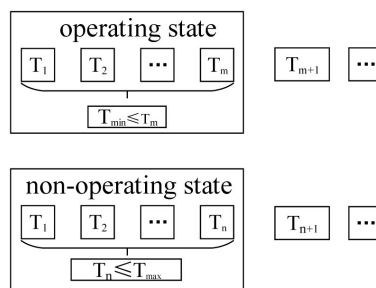 operating state
T₁ T₂ ... Tₘ Tₘ₊₁ ...
Tₘᵢₙ≤Tₘ
non-operating state
T₁ T₂ ... Tₙ Tₙ₊₁ ...
Tₙ≤Tₘₐₓ